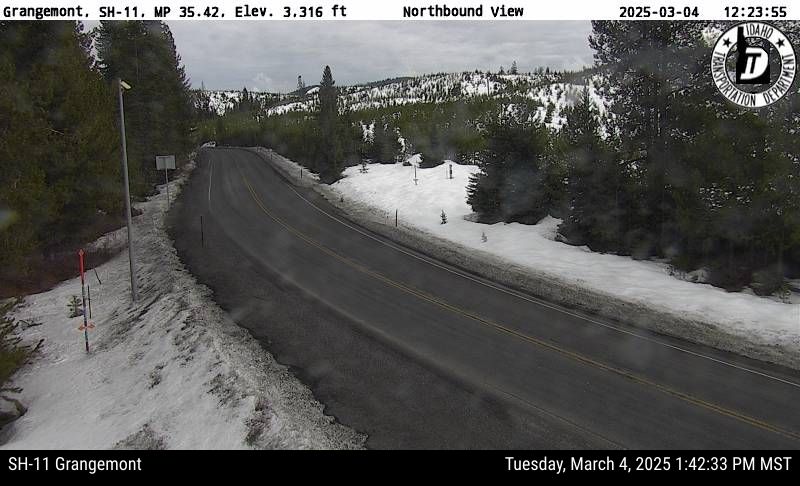 Grangemont, SH-11, MP 35.42, Elev. 3,316 ft Northbound View 2025-03-04 12:23:55
IDAHO
TRANSPORTATION DEPARTMENT
SH-11 Grangemont Tuesday, March 4, 2025 1:42:33 PM MST